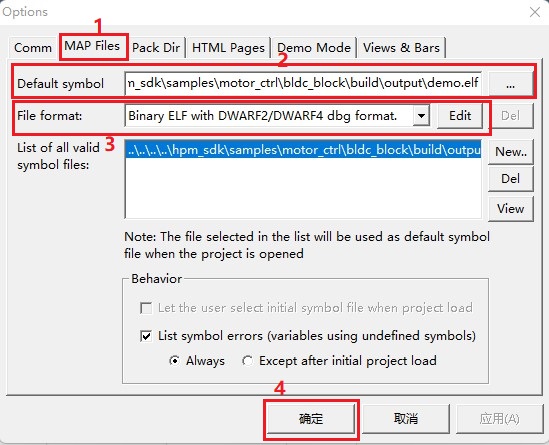 Options
1
Comm MAP Files Pack Dir HTML Pages Demo Mode Views & Bars
2
Default symbol m_sdk\samples\motor_ctrl\bldc_block\build\output\demo.elf ...
File format: Binary ELF with DWARF2/DWARF4 dbg format. Edit Del
3
List of all valid
symbol files:
..\..\..\..\hpm_sdk\samples\motor_ctrl\bldc_block\build\outpu
New..
Del
View
Note: The file selected in the list will be used as default symbol
file when the project is opened
Behavior
Let the user select initial symbol file when project load
List symbol errors (variables using undefined symbols)
Always Except after initial project load
4
确定 取消 应用(A)